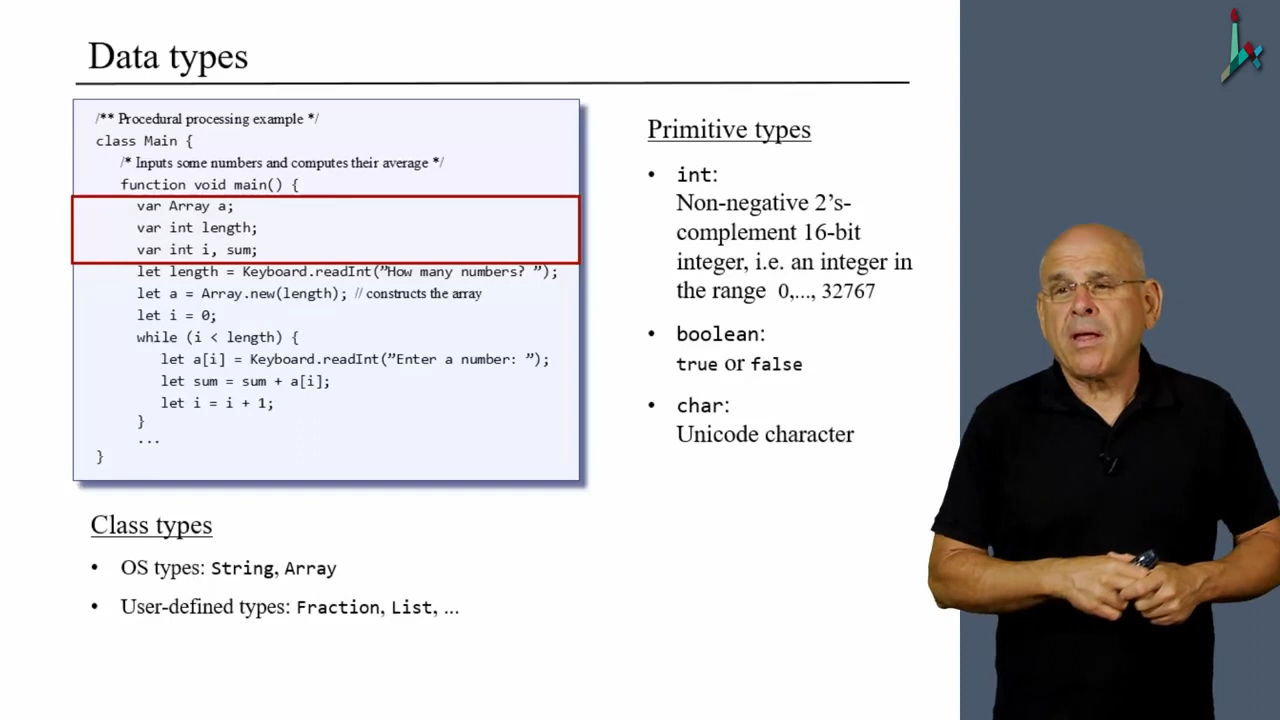 Data types
/** Procedural processing example */
class Main {
/* Inputs some numbers and computes their average */
function void main() {
var Array a;
var int length;
var int i, sum;
let length = Keyboard.readInt(”How many numbers? ”);
let a = Array.new(length); // constructs the array
let i = 0;
while (i < length) {
let a[i] = Keyboard.readInt(”Enter a number: ”);
let sum = sum + a[i];
let i = i + 1;
}
...
}
Primitive types
• int:
Non-negative 2’s-
complement 16-bit
integer, i.e. an integer in
the range 0,..., 32767
• boolean:
true or false
• char:
Unicode character
Class types
• OS types: String, Array
• User-defined types: Fraction, List, ...